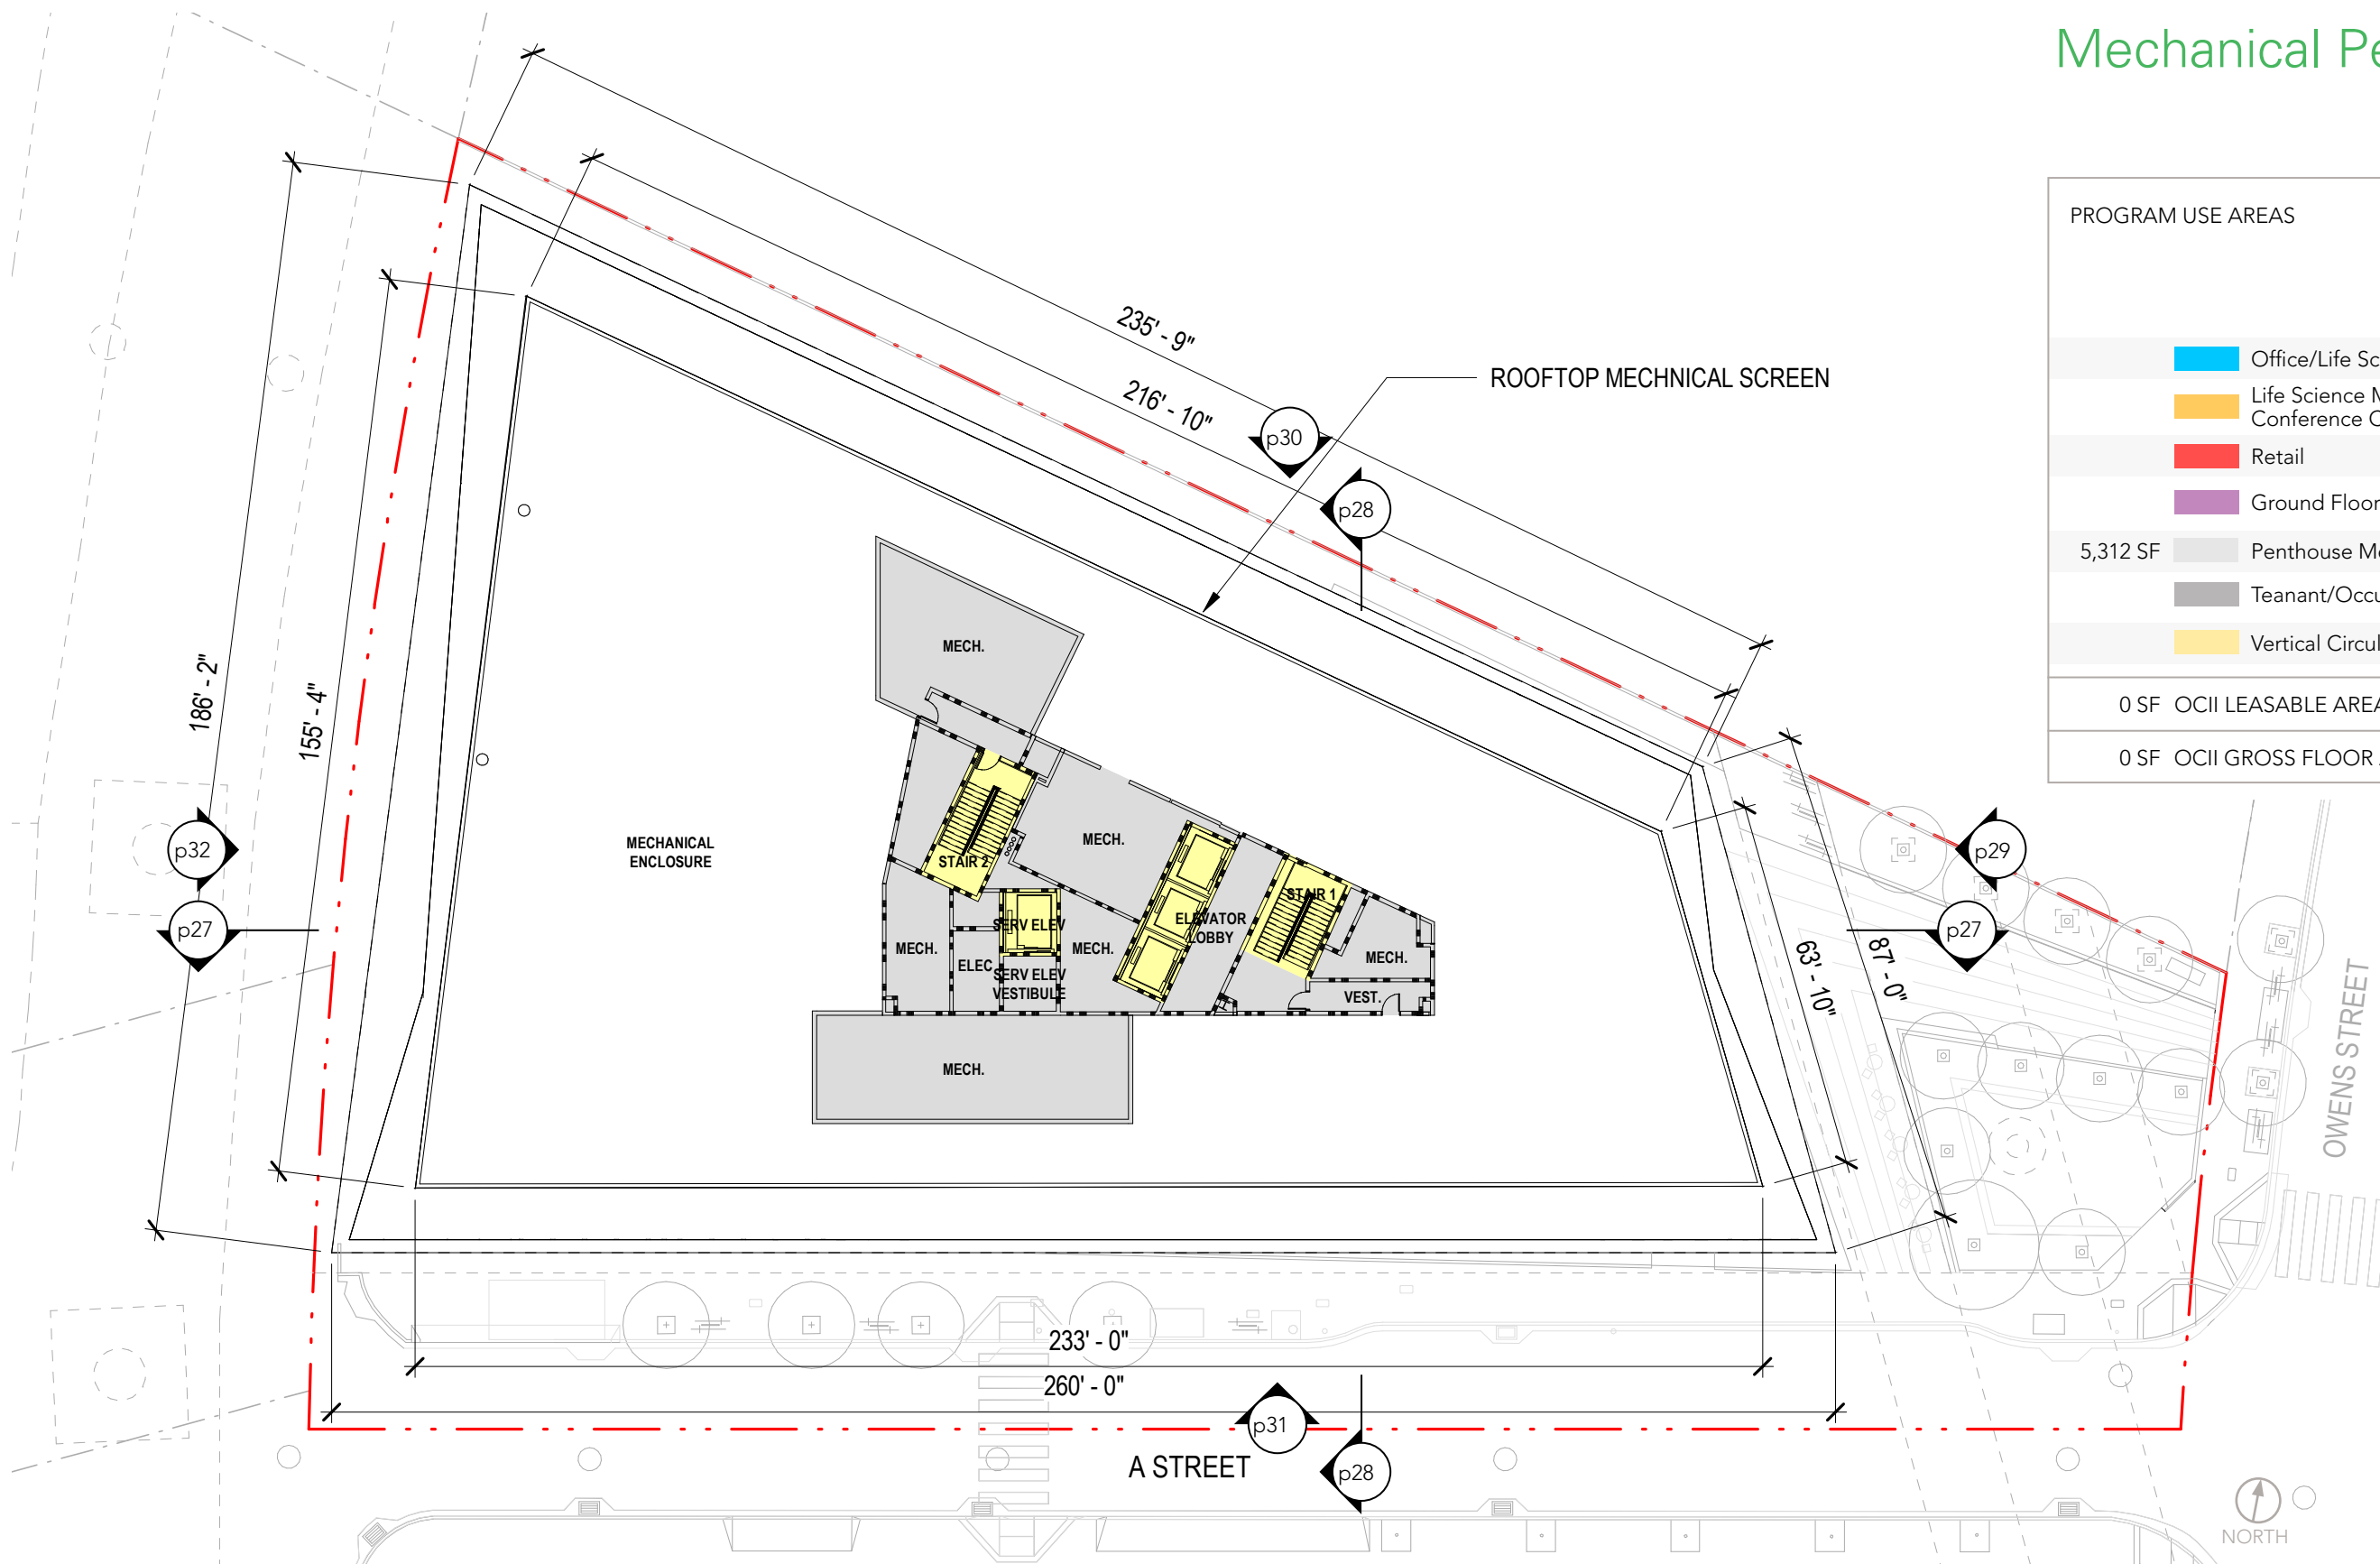 Mechanical Pe
PROGRAM USE AREAS
Office/Life Sc
Life Science M
Conference C
Retail
Ground Floor
5,312 SF Penthouse Me
Teanant/Occu
Vertical Circul
0 SF OCII LEASABLE AREA
0 SF OCII GROSS FLOOR
235' - 9"
216' - 10"
ROOFTOP MECHNICAL SCREEN
p30
p28
186' - 2"
155' - 4"
MECH.
MECHANICAL
ENCLOSURE
MECH.
STAIR 2
STAIR 1
p32
p29
p27
p27
SERV ELEV
ELEVATOR
LOBBY
MECH.
MECH.
MECH.
ELEC
SERV ELEV
VESTIBULE
VEST.
MECH.
63' - 10"
87' - 0"
OWENS STREET
233' - 0"
260' - 0"
p31
A STREET
p28
NORTH